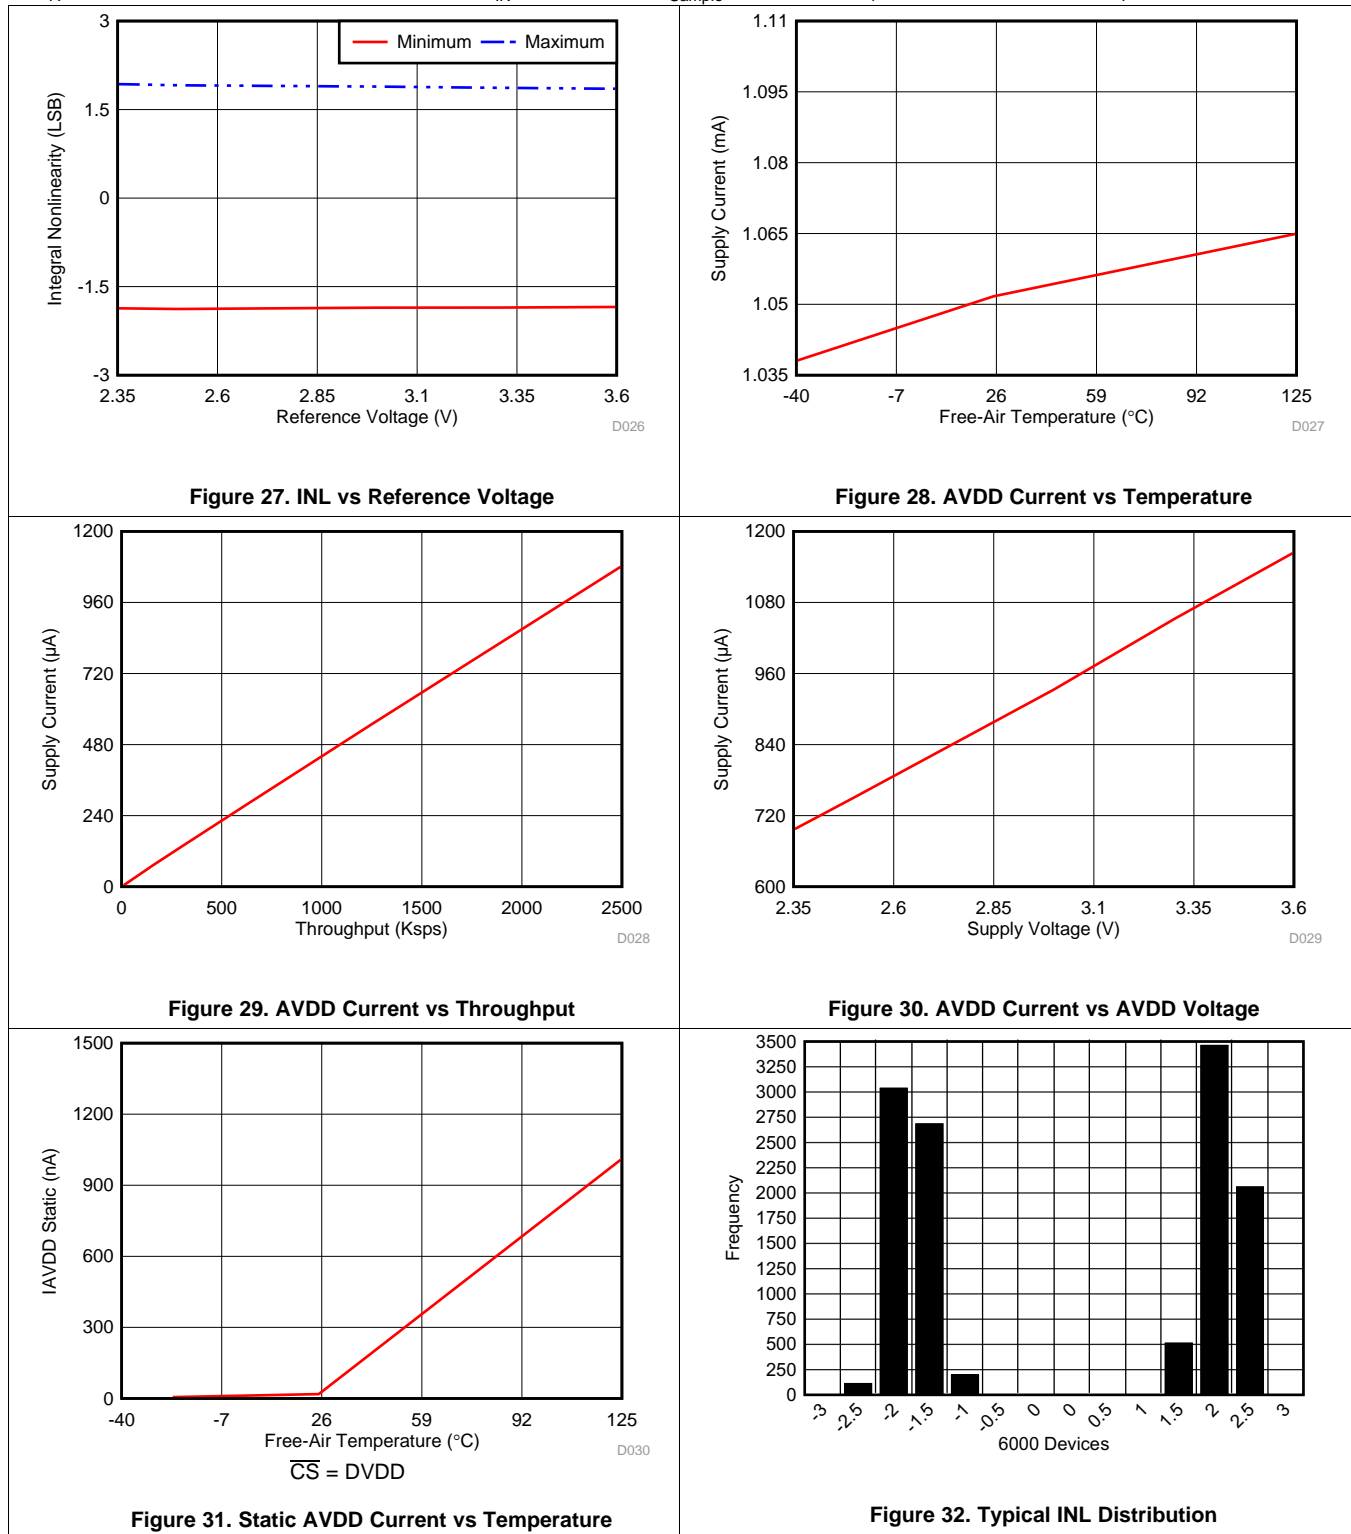 A IN Sample
3
1.5
0
-1.5
-3
2.35 2.6 2.85 3.1 3.35 3.6
Integral Nonlinearity (LSB)
Minimum Maximum
Reference Voltage (V)
D026
Figure 27. INL vs Reference Voltage
1.11
1.095
1.08
1.065
1.05
1.035
-40 -7 26 59 92 125
Supply Current (mA)
Free-Air Temperature (°C)
D027
Figure 28. AVDD Current vs Temperature
1200
960
720
480
240
0
0 500 1000 1500 2000 2500
Supply Current (µA)
Throughput (Ksps)
D028
Figure 29. AVDD Current vs Throughput
1200
1080
960
840
720
600
2.35 2.6 2.85 3.1 3.35 3.6
Supply Current (µA)
Supply Voltage (V)
D029
Figure 30. AVDD Current vs AVDD Voltage
1500
1200
900
600
300
0
-40 -7 26 59 92 125
IAVDD Static (nA)
Free-Air Temperature (°C)
D030
CS = DVDD
Figure 31. Static AVDD Current vs Temperature
3500
3250
3000
2750
2500
2250
2000
1750
1500
1250
1000
750
500
250
0
-3 -2.5 -2 -1.5 -1 -0.5 0 0 0.5 1 1.5 2 2.5 3
Frequency
6000 Devices
Figure 32. Typical INL Distribution